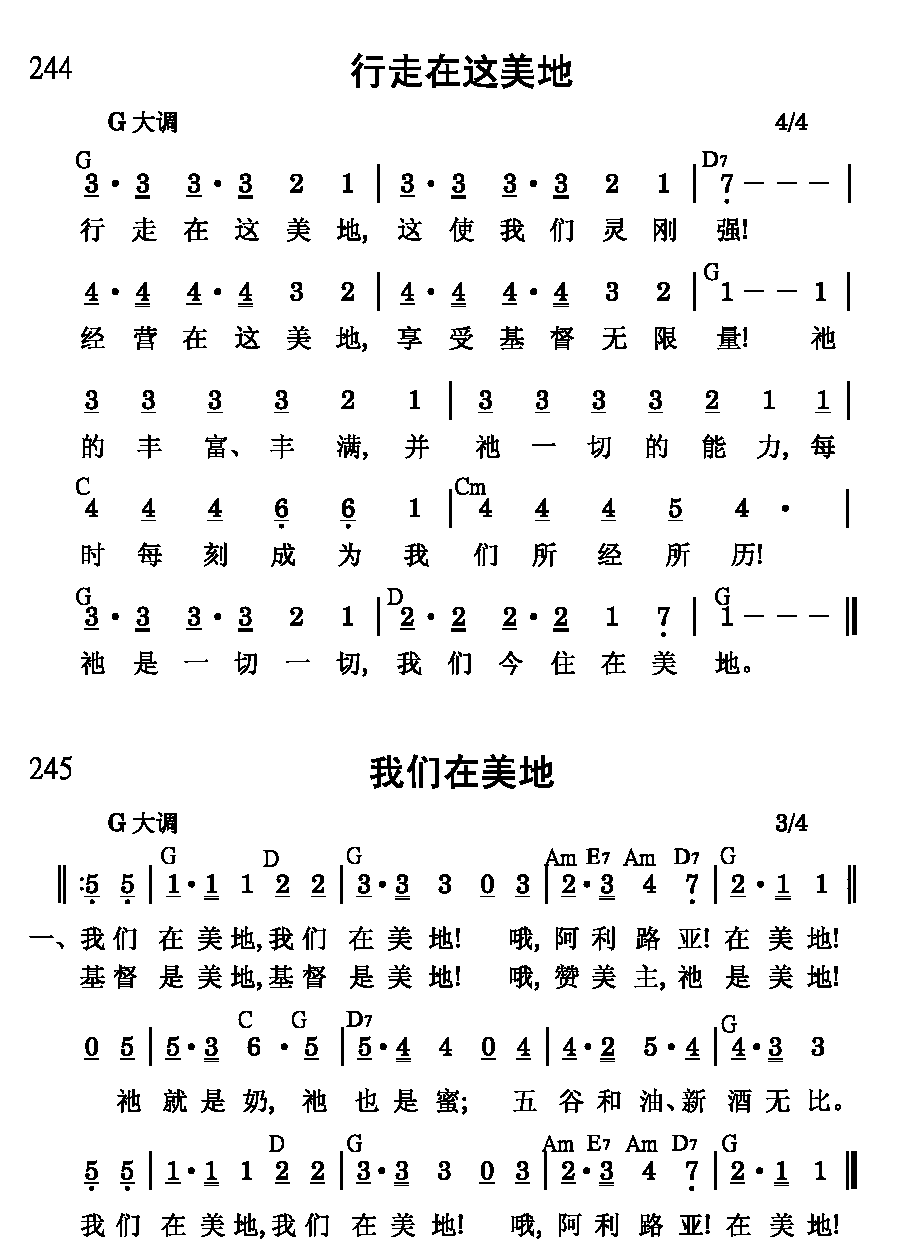 244 行走在这美地
G 大调 4/4
G D7
3·3 3·3 2 1 | 3·3 3·3 2 1 | 7 — — — |
行走在这美地, 这使我们灵刚强!
G
4·4 4·4 3 2 | 4·4 4·4 3 2 | 1 — — 1 |
经营在这美地, 享受基督无限量! 祂
3 3 3 3 2 1 | 3 3 3 3 2 1 1 |
的丰富、丰满, 并祂一切的能力, 每
C Cm
4 4 4 6 6 1 | 4 4 4 5 4 · |
时每刻成为我们所经所历!
G D G
3·3 3·3 2 1 | 2·2 2·2 1 7 | 1 — — — ‖
祂是一切一切, 我们今住在美地。
245 我们在美地
G 大调 3/4
G D G Am E7 Am D7 G
‖: 5 5 | 1·1 1 2 2 | 3·3 3 0 3 | 2·3 4 7 | 2·1 1 ‖
一、我们在美地, 我们在美地! 哦, 阿利路亚! 在美地!
基督是美地, 基督是美地! 哦, 赞美主, 祂是美地!
C G D7 G
0 5 | 5·3 6·5 | 5·4 4 0 4 | 4·2 5·4 | 4·3 3
祂就是奶, 祂也是蜜; 五谷和油、新酒无比。
D G Am E7 Am D7 G
5 5 | 1·1 1 2 2 | 3·3 3 0 3 | 2·3 4 7 | 2·1 1 ‖
我们在美地, 我们在美地! 哦, 阿利路亚! 在美地!